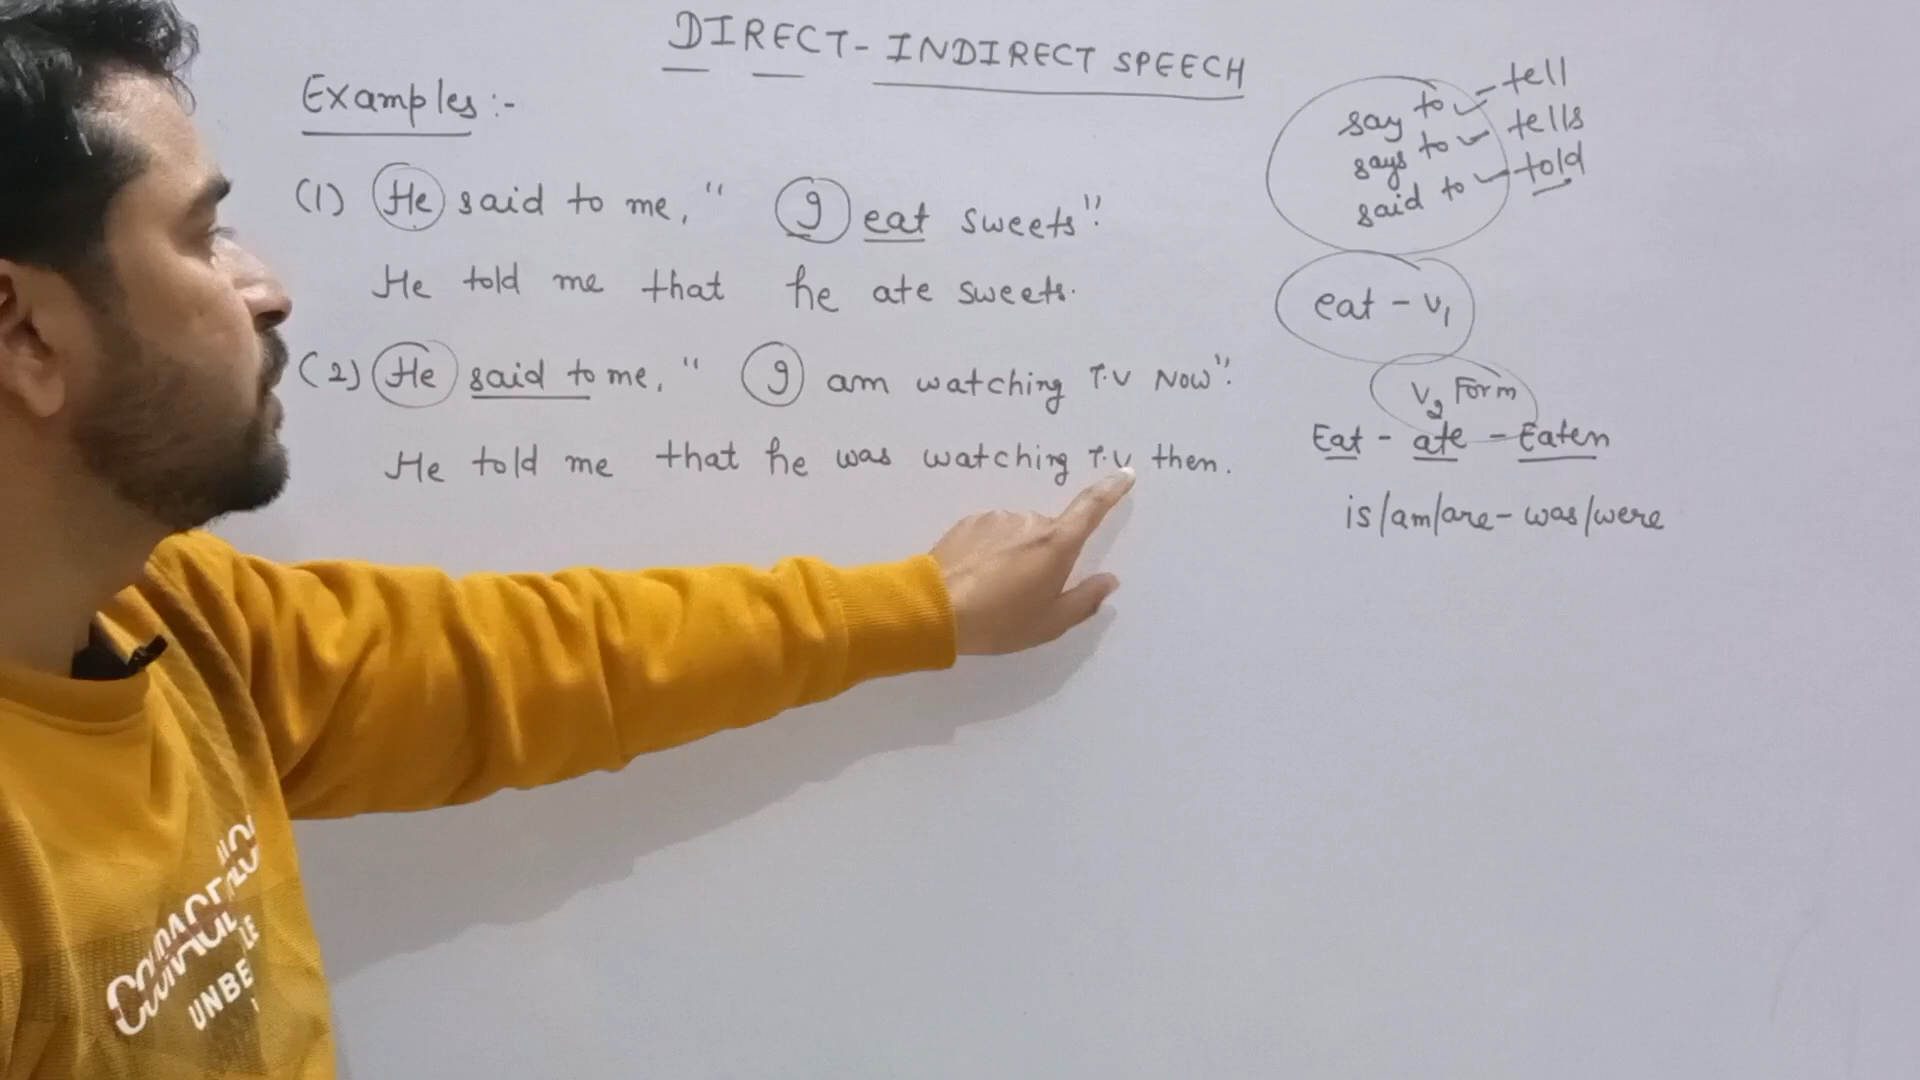 DIRECT- INDIRECT SPEECH
Examples :-
(1) He said to me, " I eat sweets".
He told me that he ate sweets.
(2) He said to me, " I am watching T.V Now".
He told me that he was watching T.V then.
say to - tell
says to - tells
said to - told
eat - V1
V2 Form
Eat - ate - Eaten
is/am/are - was/were
UNBE